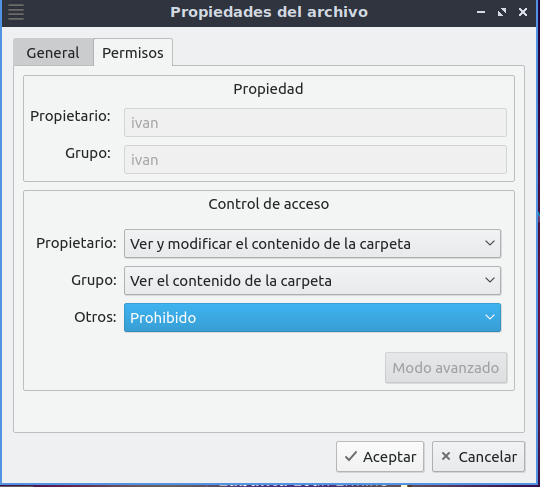 Propiedades del archivo
General Permisos
Propiedad
Propietario: ivan
Grupo: ivan
Control de acceso
Propietario: Ver y modificar el contenido de la carpeta
Grupo: Ver el contenido de la carpeta
Otros: Prohibido
Modo avanzado
Aceptar Cancelar